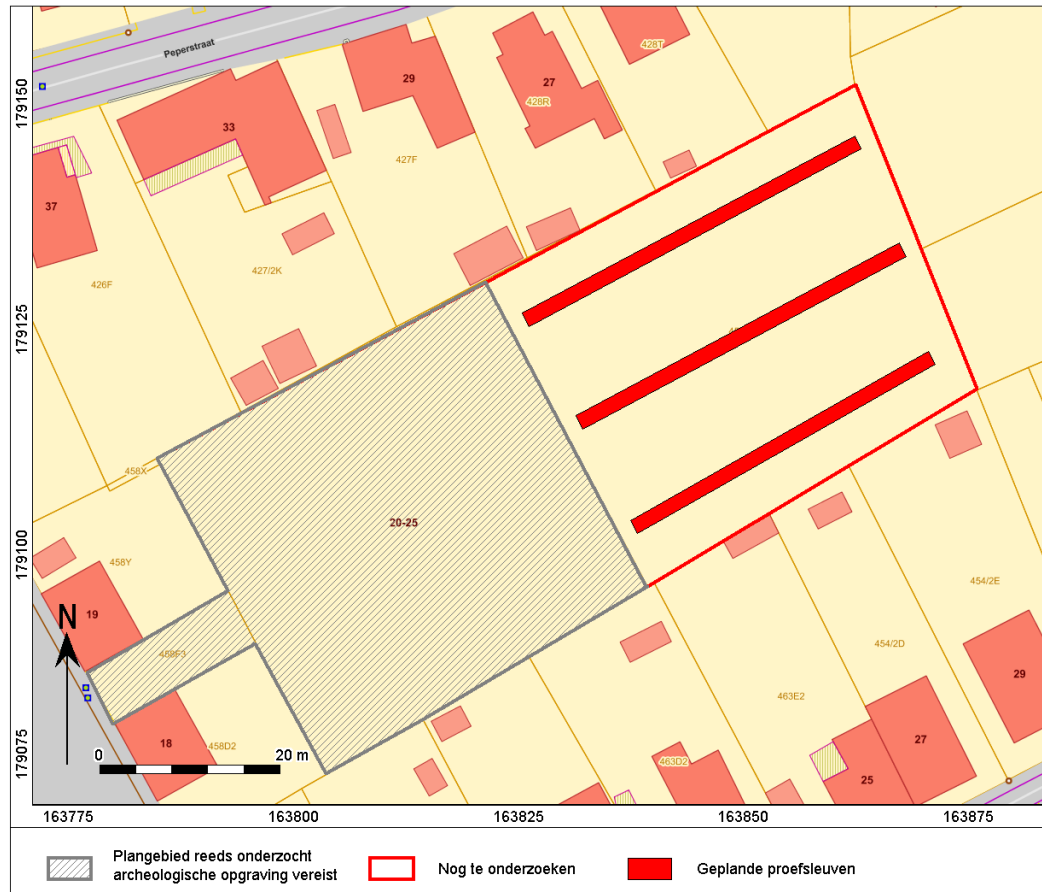 Peperstraat
428T
29
27
428R
33
427F
37
427/2K
426F
458X
20-25
458Y
19
458F3
454/2E
454/2D
N
18
458D2
463E2
29
27
463D2
25
0 20 m
179150
179125
179100
179075
163775 163800 163825 163850 163875
Plangebied reeds onderzocht
archeologische opgraving vereist
Nog te onderzoeken
Geplande proefsleuven